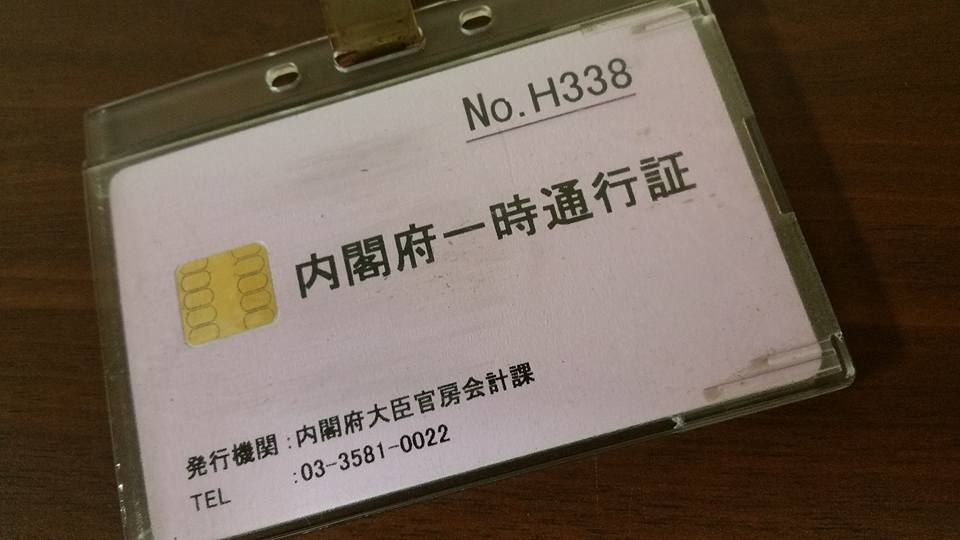 No.H338
内閣府一時通行証
発行機関:内閣府大臣官房会計課
TEL :03-3581-0022